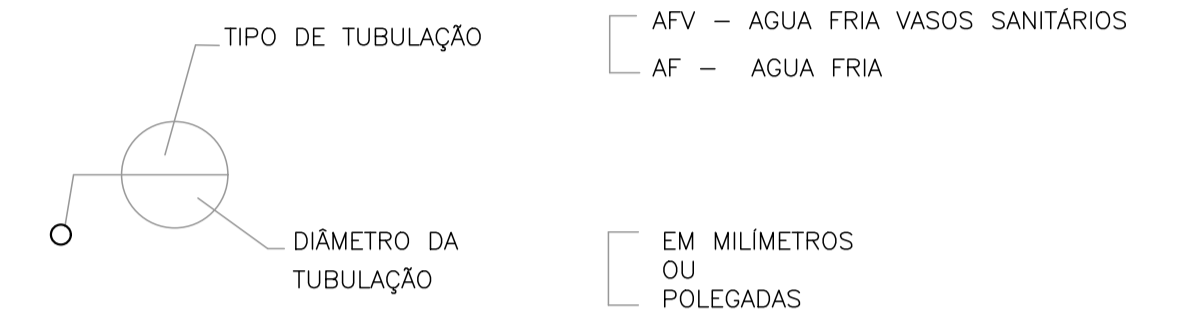 TIPO DE TUBULAÇÃO
AFV - AGUA FRIA VASOS SANITÁRIOS
AF - AGUA FRIA
DIÂMETRO DA
TUBULAÇÃO
EM MILÍMETROS
OU
POLEGADAS